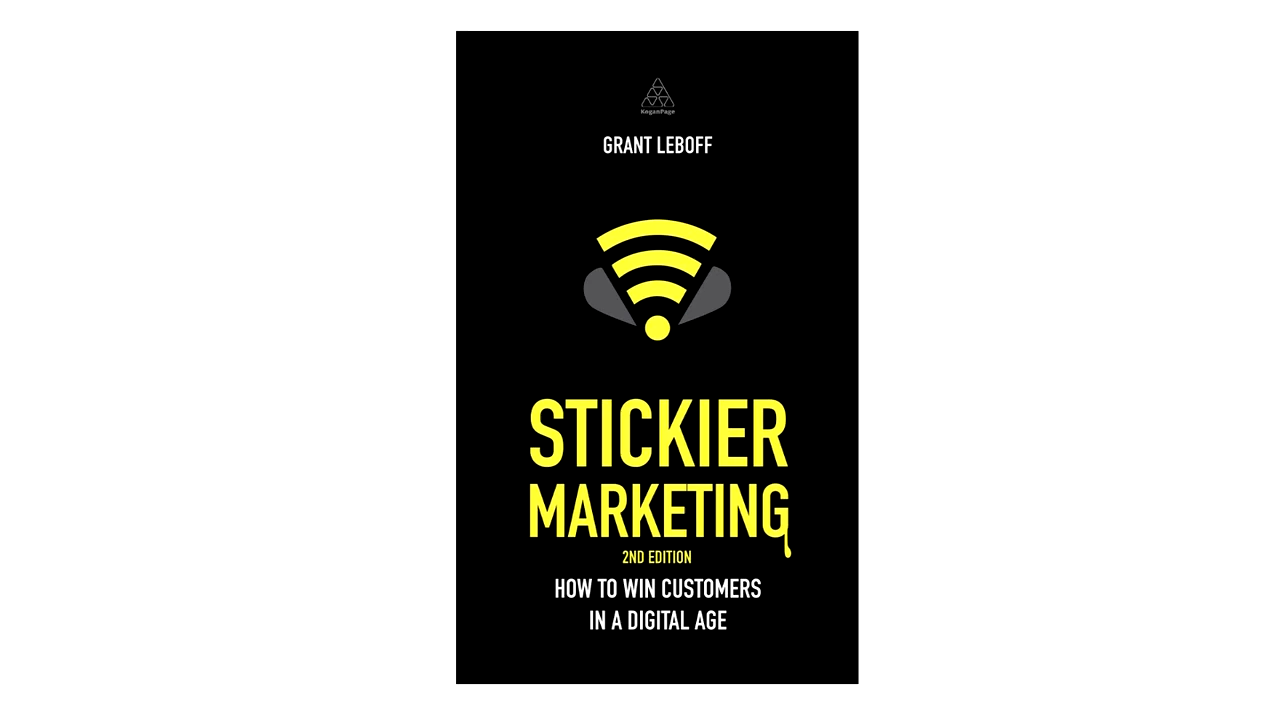 KoganPage
GRANT LEBOFF
STICKIER
MARKETING
2ND EDITION
HOW TO WIN CUSTOMERS
IN A DIGITAL AGE